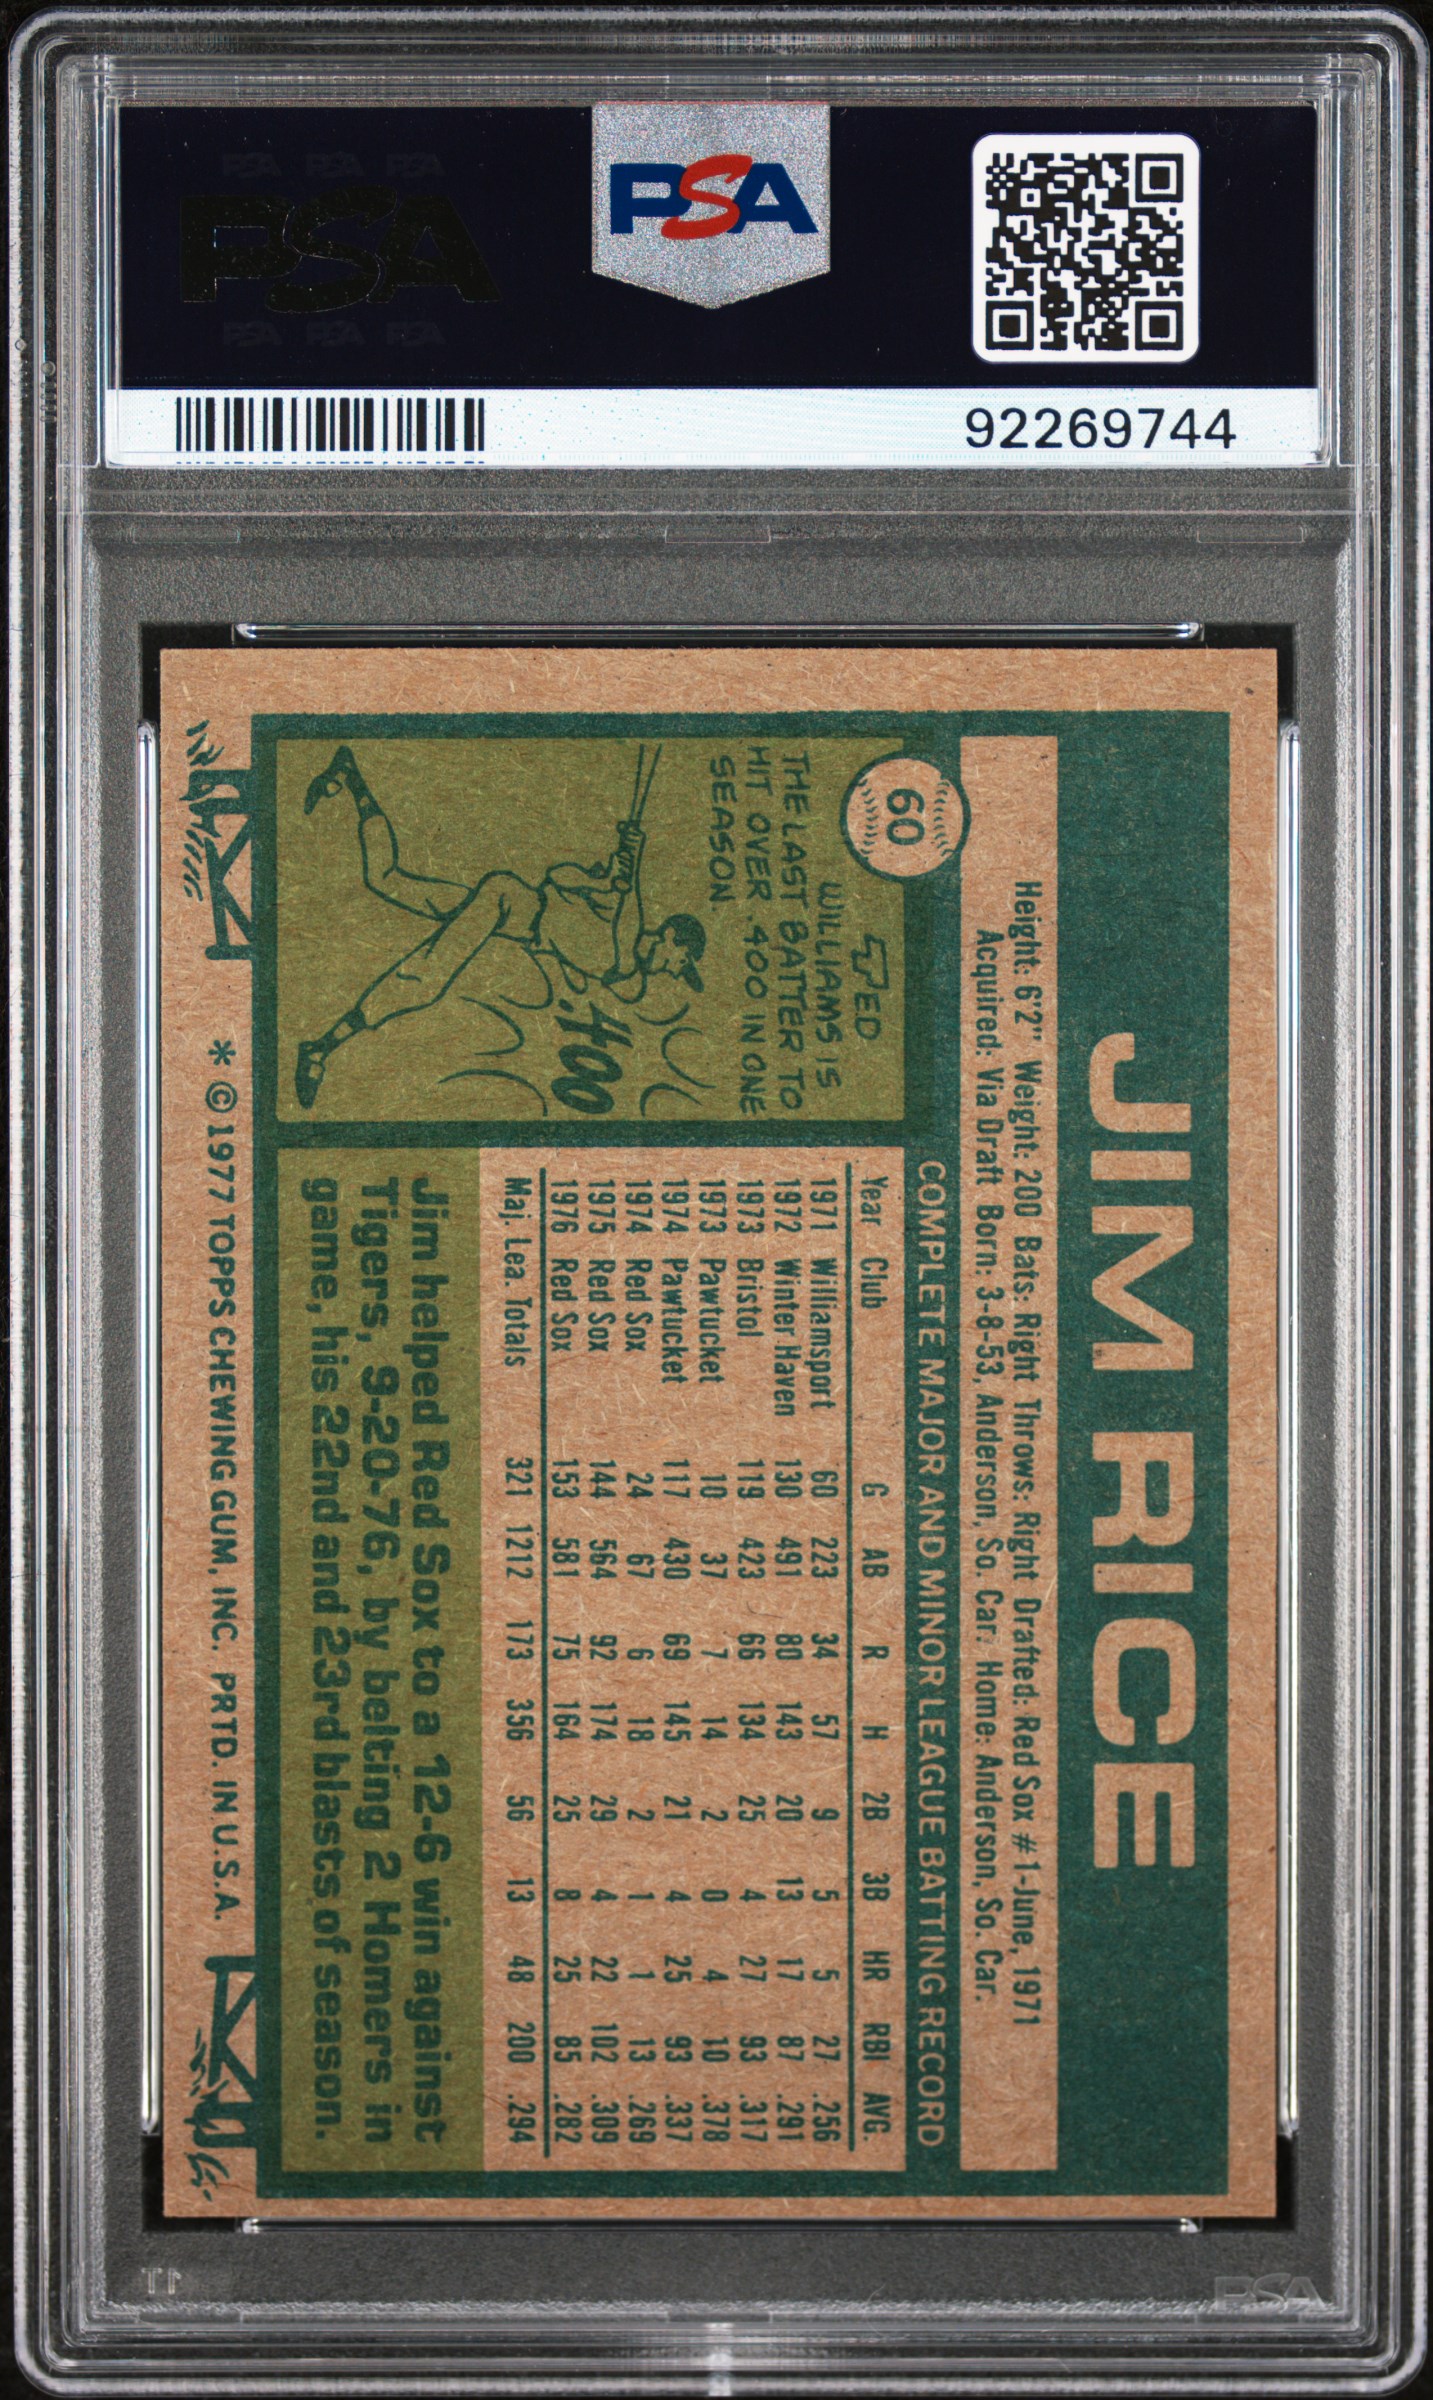 PSA PSA PSA
PSA
PSA PSA PSA
PSA
92269744
JIM RICE
Height: 6'2" Weight: 200 Bats: Right Throws: Right Drafted: Red Sox #1-June, 1971
Acquired: Via Draft Born: 3-8-53, Anderson, So. Car. Home: Anderson, So. Car.
60
COMPLETE MAJOR AND MINOR LEAGUE BATTING RECORD
TED
WILLIAMS IS
THE LAST BATTER TO
HIT OVER .400 IN ONE
SEASON.
.400
Year Club G AB R H 2B 3B HR RBI AVG.
1971 Williamsport 60 223 34 57 9 5 5 27 .256
1972 Winter Haven 130 491 80 143 20 13 17 87 .291
1973 Bristol 119 423 66 134 25 4 27 93 .317
1973 Pawtucket 10 37 7 14 2 0 4 10 .378
1974 Pawtucket 117 430 69 145 21 4 25 93 .337
1974 Red Sox 24 67 6 18 2 1 1 13 .269
1975 Red Sox 144 564 92 174 29 4 22 102 .309
1976 Red Sox 153 581 75 164 25 8 25 85 .282
Maj. Lea. Totals 321 1212 173 356 56 13 48 200 .294
Jim helped Red Sox to a 12-6 win against
Tigers, 9-20-76, by belting 2 Homers in
game, his 22nd and 23rd blasts of season.
* © 1977 TOPPS CHEWING GUM, INC. PRTD. IN U.S.A.
PSA